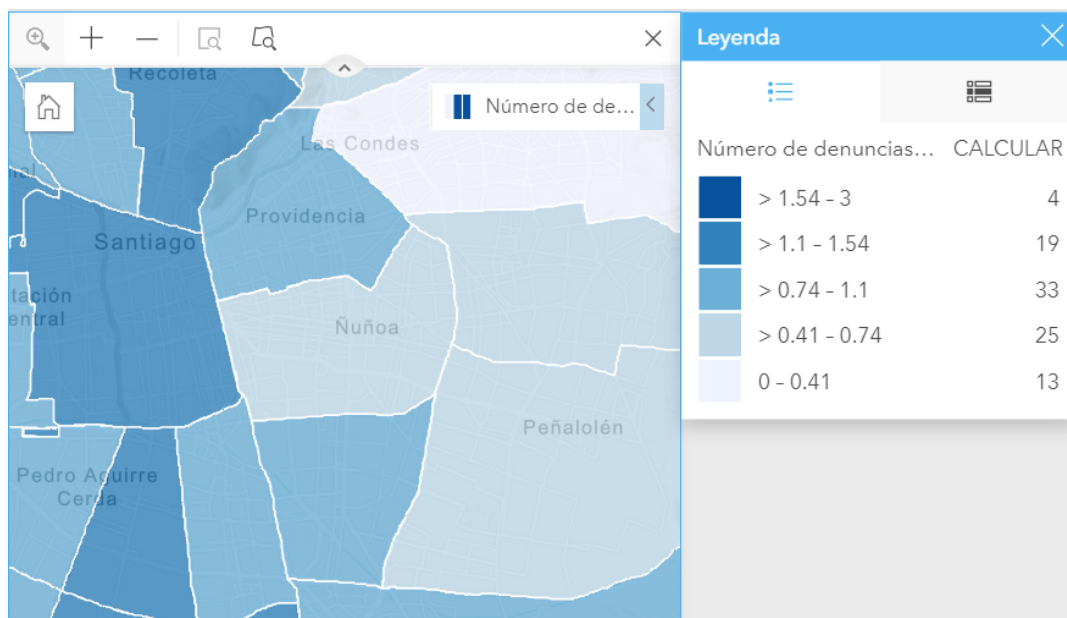 Leyenda
Recoleta
Número de de...
Las Condes
Número de denuncias... CALCULAR
> 1.54 - 3 4
> 1.1 - 1.54 19
> 0.74 - 1.1 33
> 0.41 - 0.74 25
0 - 0.41 13
Providencia
Santiago
tación
entral
Ñuñoa
Peñalolén
Pedro Aguirre
Cerda